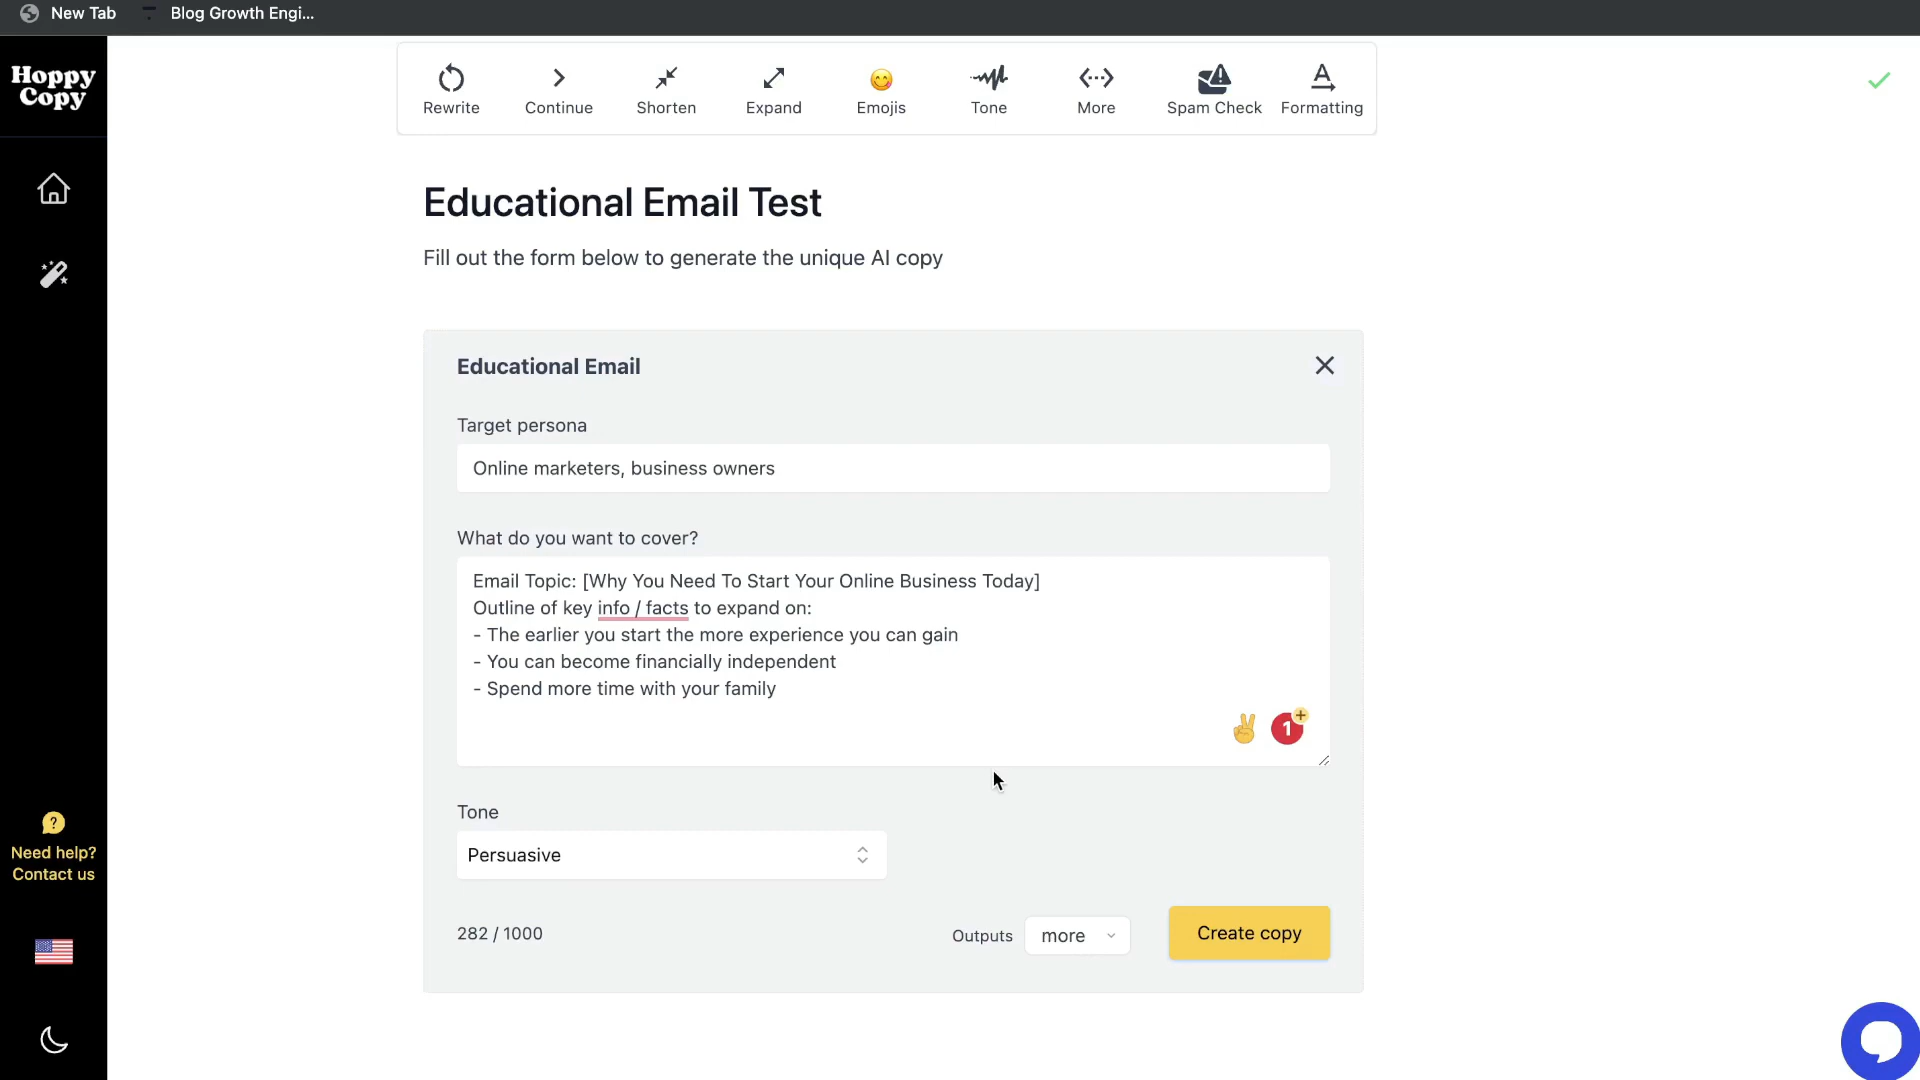 New Tab
Blog Growth Engi...
Hoppy
Copy
Rewrite
Continue
Shorten
Expand
Emojis
Tone
More
Spam Check
Formatting
Educational Email Test
Fill out the form below to generate the unique AI copy
Educational Email
Target persona
Online marketers, business owners
What do you want to cover?
Email Topic: [Why You Need To Start Your Online Business Today]
Outline of key info / facts to expand on:
- The earlier you start the more experience you can gain
- You can become financially independent
- Spend more time with your family
1
+
Tone
Persuasive
282 / 1000
Outputs
more
Create copy
?
Need help?
Contact us